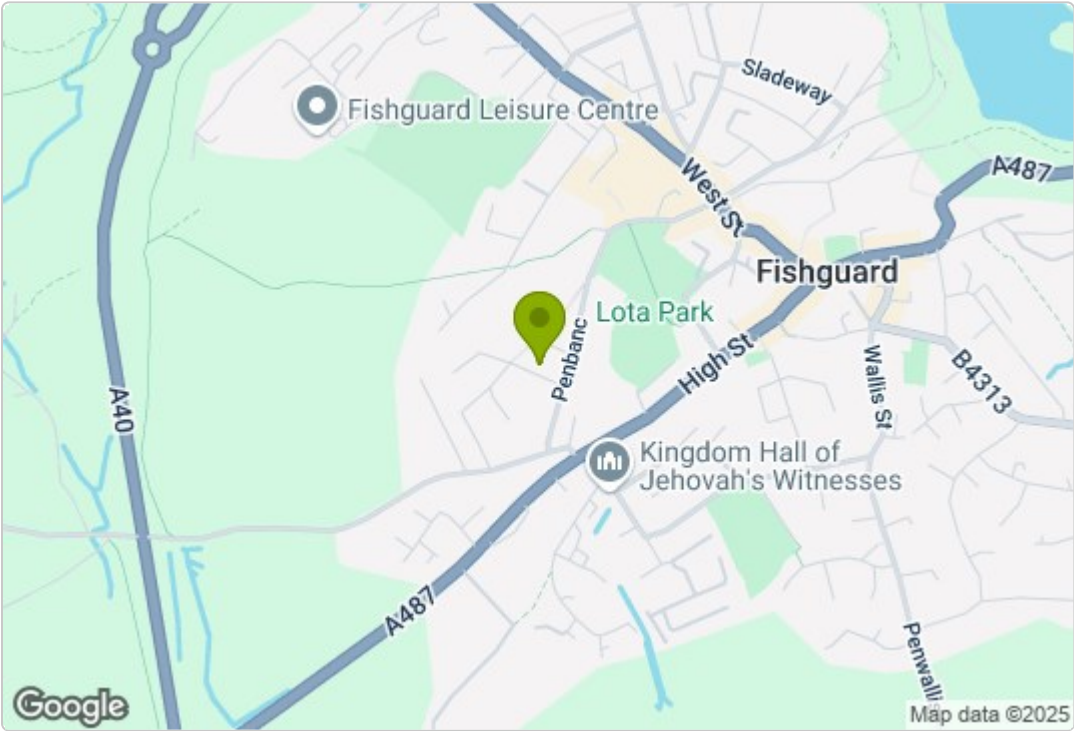 Sladeway
Fishguard Leisure Centre
A487
West St
Fishguard
Lota Park
Penbanc
High St
Wallis St
B4313
A40
Kingdom Hall of
Jehovah's Witnesses
A487
Penwallis
Google
Map data ©2025